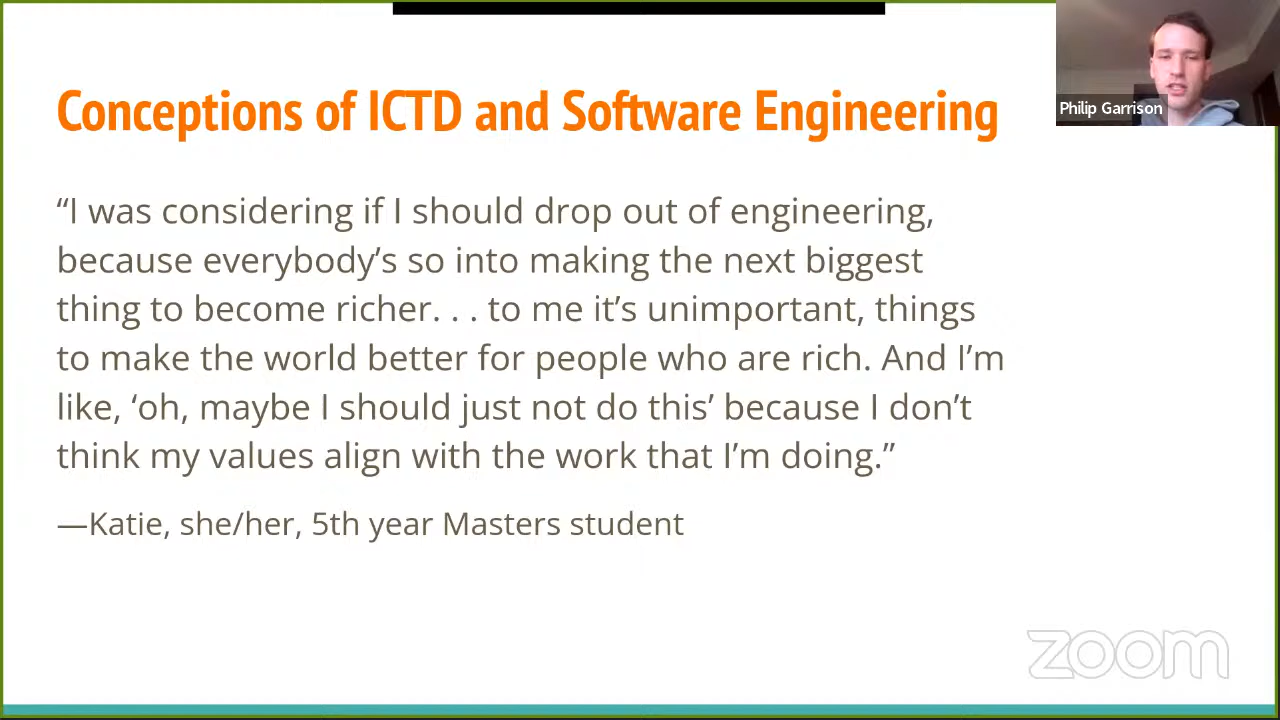 Conceptions of ICTD and Software Engineering
Philip Garrison
“I was considering if I should drop out of engineering,
because everybody’s so into making the next biggest
thing to become richer. . . to me it’s unimportant, things
to make the world better for people who are rich. And I’m
like, ‘oh, maybe I should just not do this’ because I don’t
think my values align with the work that I’m doing.”
—Katie, she/her, 5th year Masters student
zoom